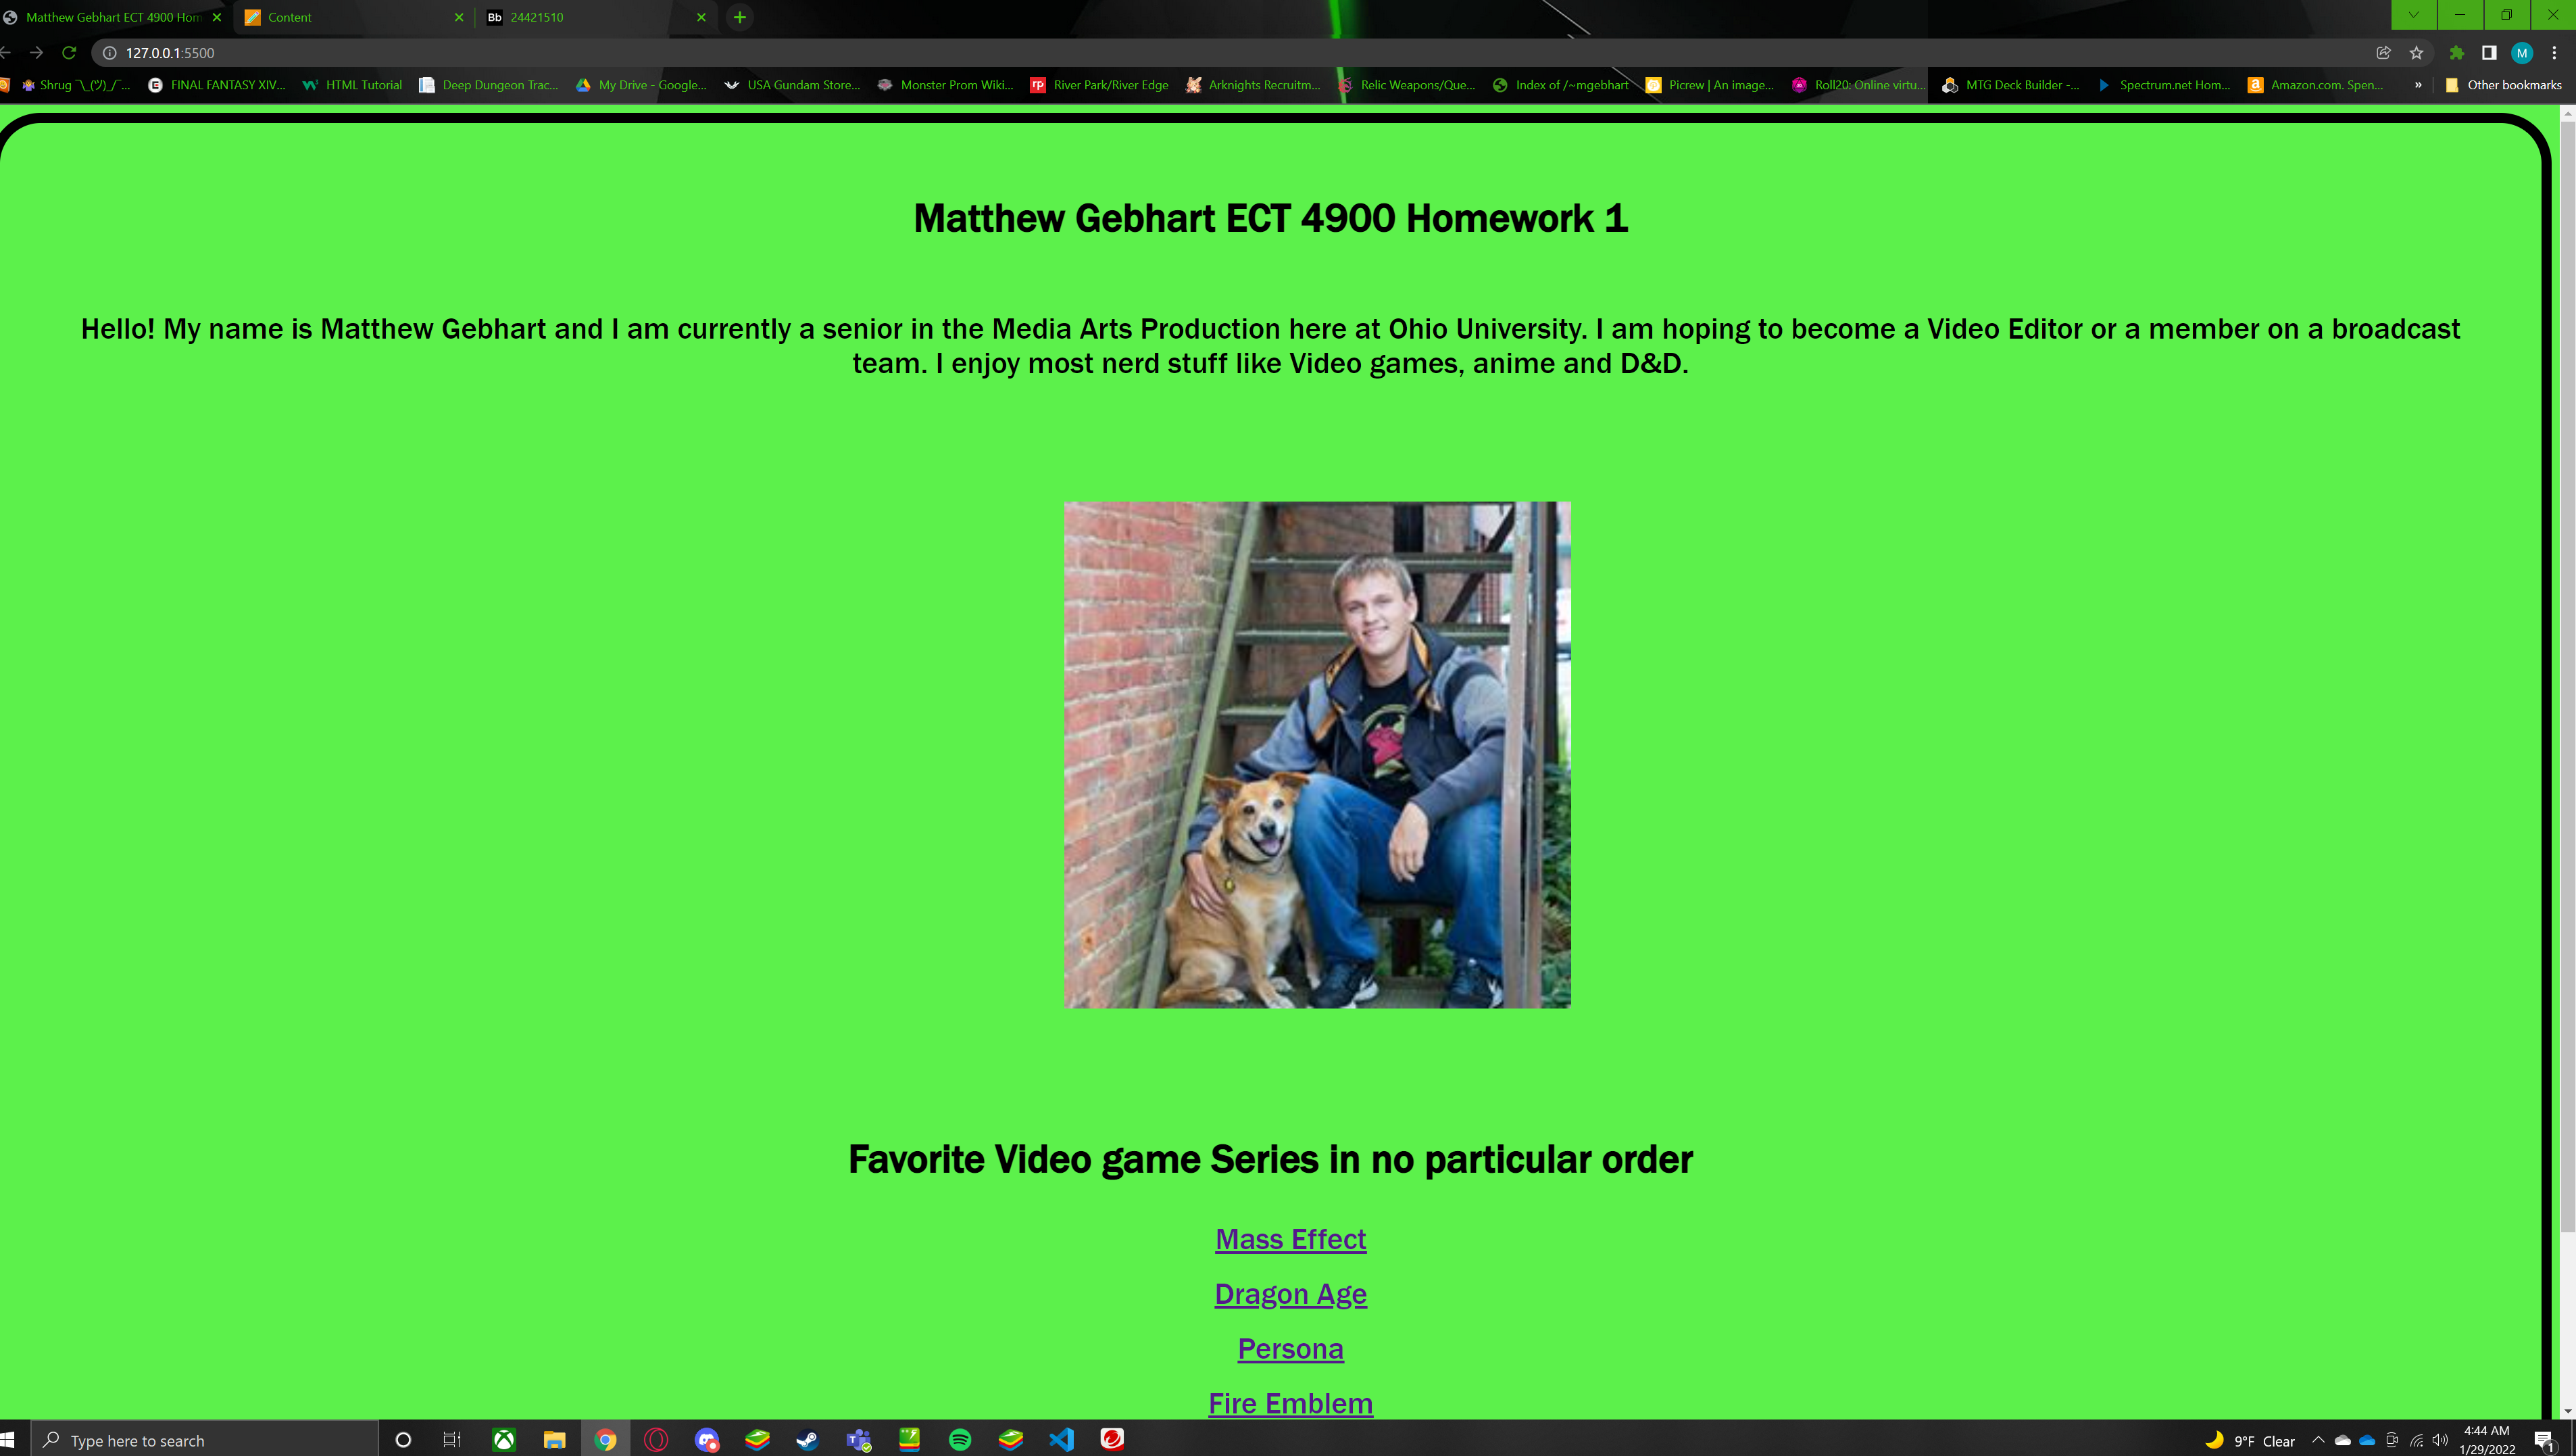 Matthew Gebhart ECT 4900 Hom
Content
Bb 24421510
127.0.0.1:5500
M
Shrug ¯\_(ツ)_/¯...
FINAL FANTASY XIV...
HTML Tutorial
Deep Dungeon Trac...
My Drive - Google...
USA Gundam Store...
Monster Prom Wiki...
rp River Park/River Edge
Arknights Recruitm...
Relic Weapons/Que...
Index of /~mgebhart
Picrew | An image...
Roll20: Online virtu...
MTG Deck Builder -...
Spectrum.net Hom...
Amazon.com. Spen...
»
Other bookmarks
Matthew Gebhart ECT 4900 Homework 1
Hello! My name is Matthew Gebhart and I am currently a senior in the Media Arts Production here at Ohio University. I am hoping to become a Video Editor or a member on a broadcast
team. I enjoy most nerd stuff like Video games, anime and D&D.
Favorite Video game Series in no particular order
Mass Effect
Dragon Age
Persona
Fire Emblem
Type here to search
9°F Clear
4:44 AM
1/29/2022
1